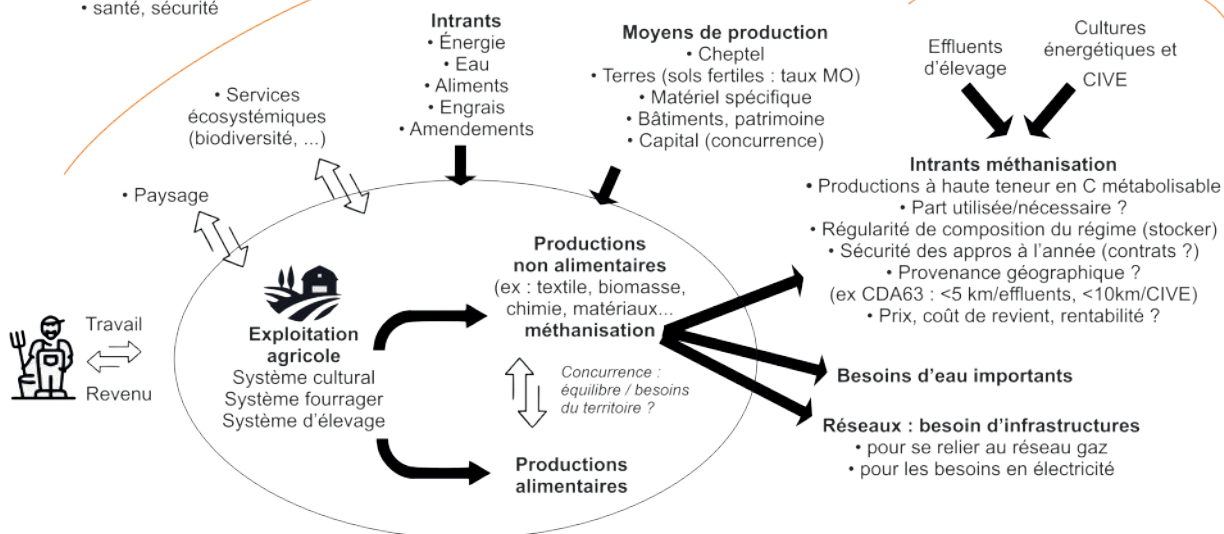 • santé, sécurité
Intrants
• Énergie
• Eau
• Aliments
• Engrais
• Amendements
Moyens de production
• Cheptel
• Terres (sols fertiles : taux MO)
• Matériel spécifique
• Bâtiments, patrimoine
• Capital (concurrence)
Effluents
d'élevage
Cultures
énergétiques et
CIVE
• Services
écosystémiques
(biodiversité, ...)
• Paysage
Intrants méthanisation
• Productions à haute teneur en C métabolisable
• Part utilisée/nécessaire ?
• Régularité de composition du régime (stocker)
• Sécurité des appros à l'année (contrats ?)
• Provenance géographique ?
(ex CDA63 : <5 km/effluents, <10km/CIVE)
• Prix, coût de revient, rentabilité ?
Productions
non alimentaires
(ex : textile, biomasse,
chimie, matériaux...
méthanisation
Travail
Revenu
Exploitation
agricole
Système cultural
Système fourrager
Système d'élevage
Concurrence :
équilibre / besoins
du territoire ?
Productions
alimentaires
Besoins d'eau importants
Réseaux : besoin d'infrastructures
• pour se relier au réseau gaz
• pour les besoins en électricité